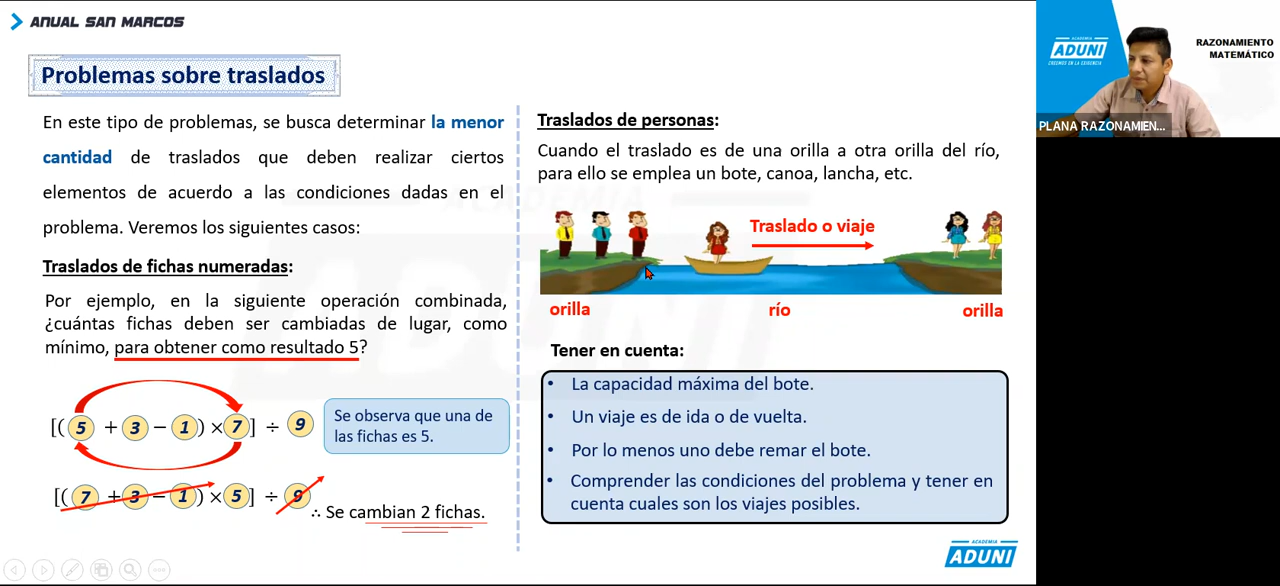 ANUAL SAN MARCOS
Problemas sobre traslados
En este tipo de problemas, se busca determinar la menor
cantidad de traslados que deben realizar ciertos
elementos de acuerdo a las condiciones dadas en el
problema. Veremos los siguientes casos:
Traslados de fichas numeradas:
Por ejemplo, en la siguiente operación combinada,
¿cuántas fichas deben ser cambiadas de lugar, como
mínimo, para obtener como resultado 5?
[( 5 + 3 − 1 ) × 7 ] ÷ 9
Se observa que una de
las fichas es 5.
[( 7 + 3 − 1 ) × 5 ] ÷ 9
∴ Se cambian 2 fichas.
Traslados de personas:
Cuando el traslado es de una orilla a otra orilla del río,
para ello se emplea un bote, canoa, lancha, etc.
Traslado o viaje
orilla
río
orilla
Tener en cuenta:
• La capacidad máxima del bote.
• Un viaje es de ida o de vuelta.
• Por lo menos uno debe remar el bote.
• Comprender las condiciones del problema y tener en
cuenta cuales son los viajes posibles.
ACADEMIA
ADUNI
ACADEMIA
ADUNI
CREEMOS EN LA EXIGENCIA
RAZONAMIENTO
MATEMÁTICO
PLANA RAZONAMIEN...
ACADEMIA
ADUNI